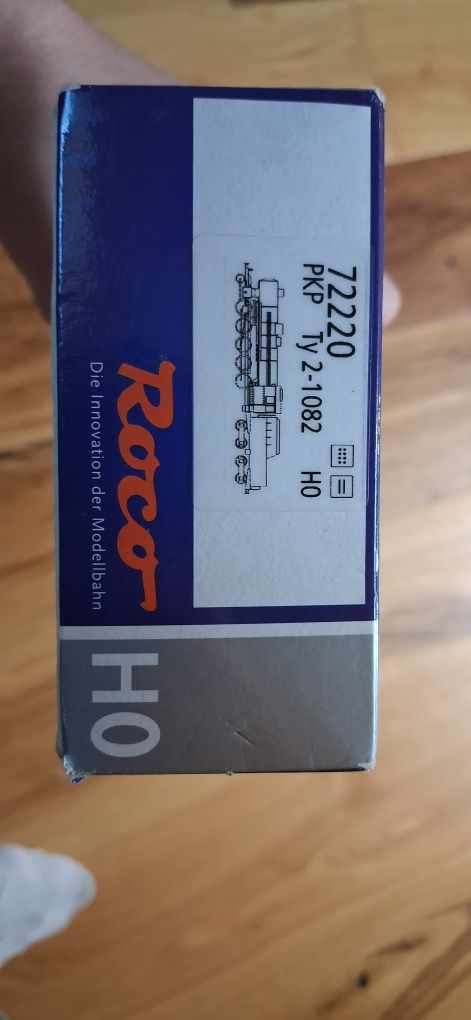 72220
PKP Ty 2-1082 H0
Roco
Die Innovation der Modellbahn
H0